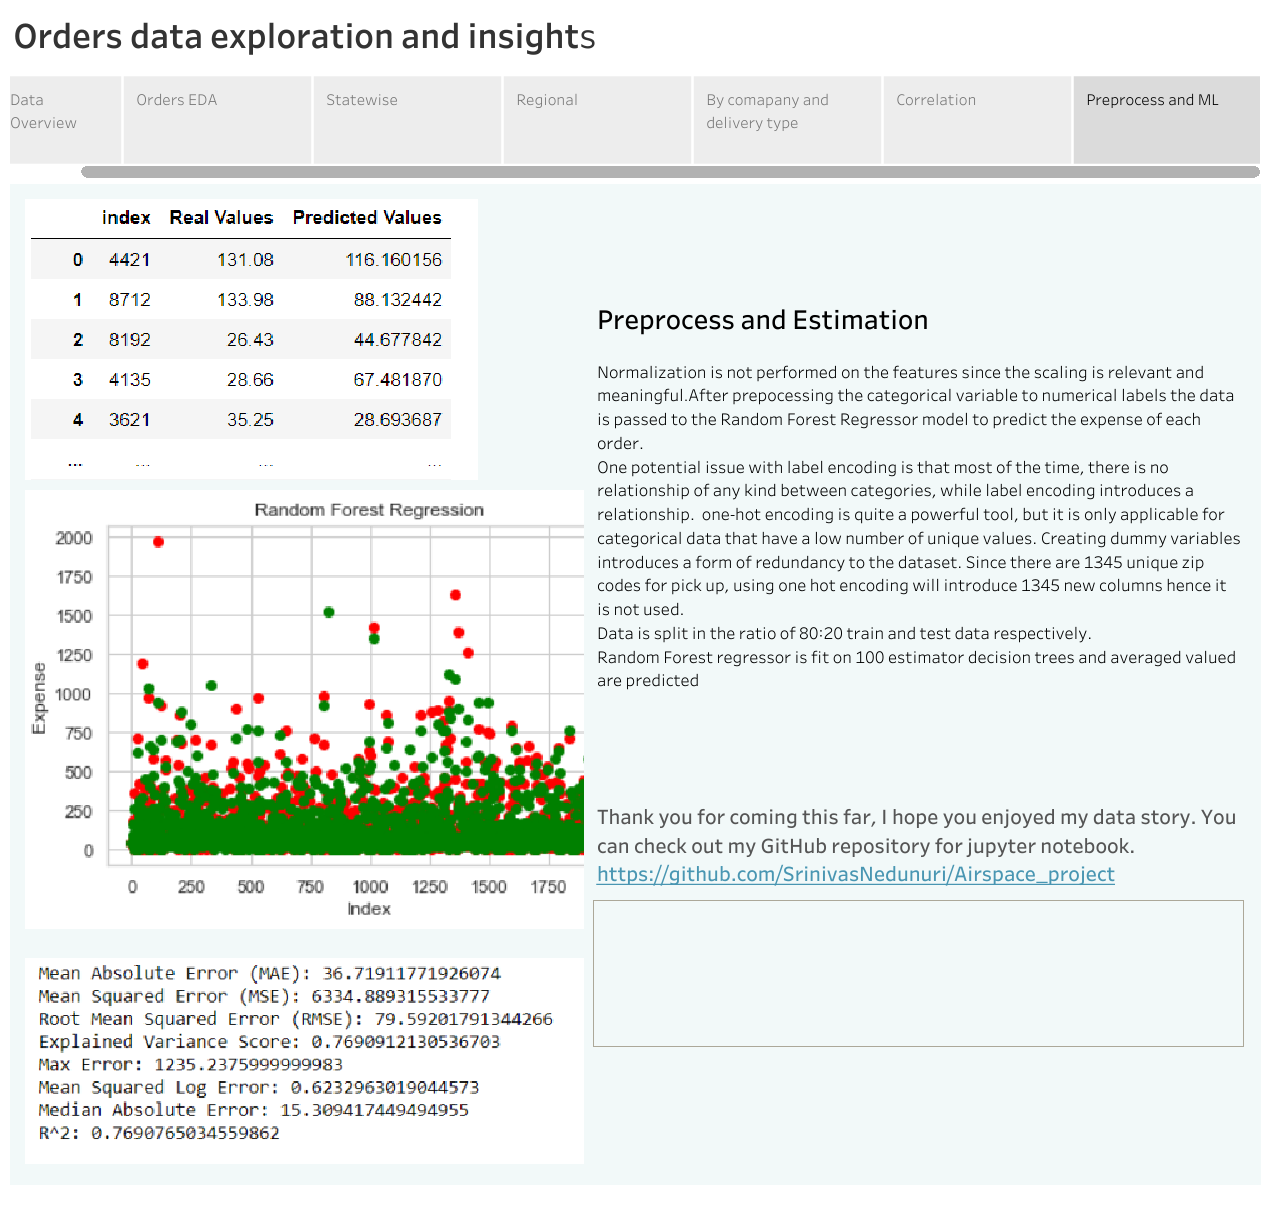 Orders data exploration and insights
Data
Overview
Orders EDA
Statewise
Regional
By comapany and
delivery type
Correlation
Preprocess and ML
index Real Values Predicted Values
0 4421 131.08 116.160156
1 8712 133.98 88.132442
2 8192 26.43 44.677842
3 4135 28.66 67.481870
4 3621 35.25 28.693687
... ... ... ...
Random Forest Regression
2000
1750
1500
1250
1000
750
500
250
0
Expense
0 250 500 750 1000 1250 1500 1750
Index
Mean Absolute Error (MAE): 36.71911771926074
Mean Squared Error (MSE): 6334.889315533777
Root Mean Squared Error (RMSE): 79.59201791344266
Explained Variance Score: 0.7690912130536703
Max Error: 1235.2375999999983
Mean Squared Log Error: 0.6232963019044573
Median Absolute Error: 15.309417449494955
R^2: 0.7690765034559862
Preprocess and Estimation
Normalization is not performed on the features since the scaling is relevant and
meaningful.After prepocessing the categorical variable to numerical labels the data
is passed to the Random Forest Regressor model to predict the expense of each
order.
One potential issue with label encoding is that most of the time, there is no
relationship of any kind between categories, while label encoding introduces a
relationship.  one-hot encoding is quite a powerful tool, but it is only applicable for
categorical data that have a low number of unique values. Creating dummy variables
introduces a form of redundancy to the dataset. Since there are 1345 unique zip
codes for pick up, using one hot encoding will introduce 1345 new columns hence it
is not used.
Data is split in the ratio of 80:20 train and test data respectively.
Random Forest regressor is fit on 100 estimator decision trees and averaged valued
are predicted
Thank you for coming this far, I hope you enjoyed my data story. You
can check out my GitHub repository for jupyter notebook.
https://github.com/SrinivasNedunuri/Airspace_project